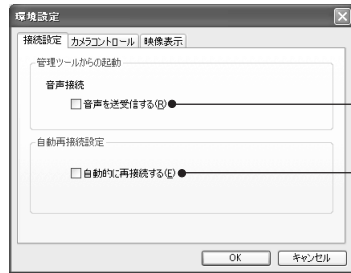 環境設定
接続設定 カメラコントロール 映像表示
管理ツールからの起動
音声接続
音声を送受信する(R)
自動再接続設定
自動的に再接続する(E)
OK キャンセル